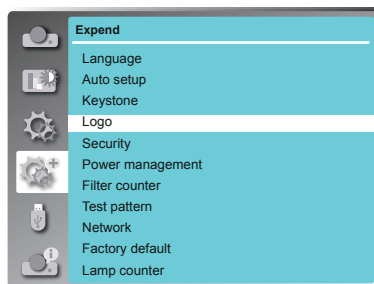 Expend
Language
Auto setup
Keystone
Logo
Security
Power management
Filter counter
Test pattern
Network
Factory default
Lamp counter